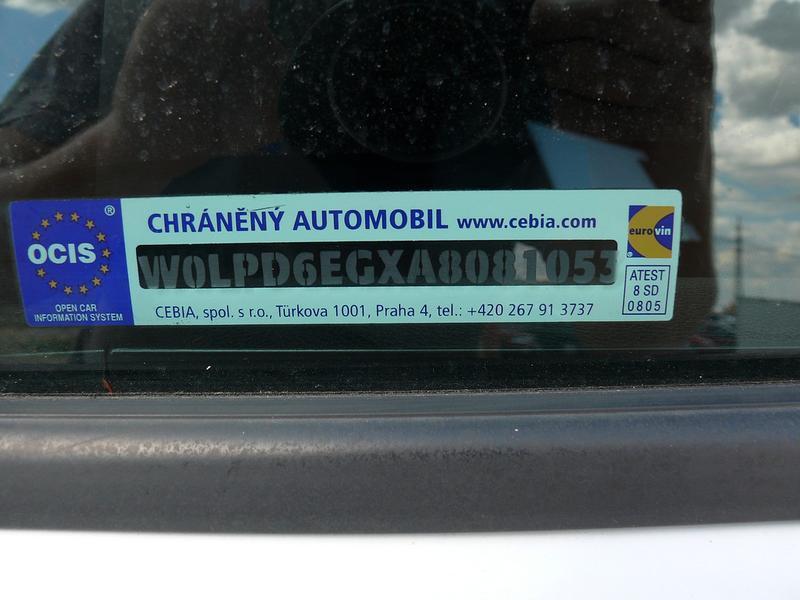 OCIS
®
OPEN CAR
INFORMATION SYSTEM
CHRÁNĚNÝ AUTOMOBIL www.cebia.com
W0LPD6EGXA8081053
CEBIA, spol. s r.o., Türkova 1001, Praha 4, tel.: +420 267 91 3737
eurovin
®
ATEST
8 SD
0805